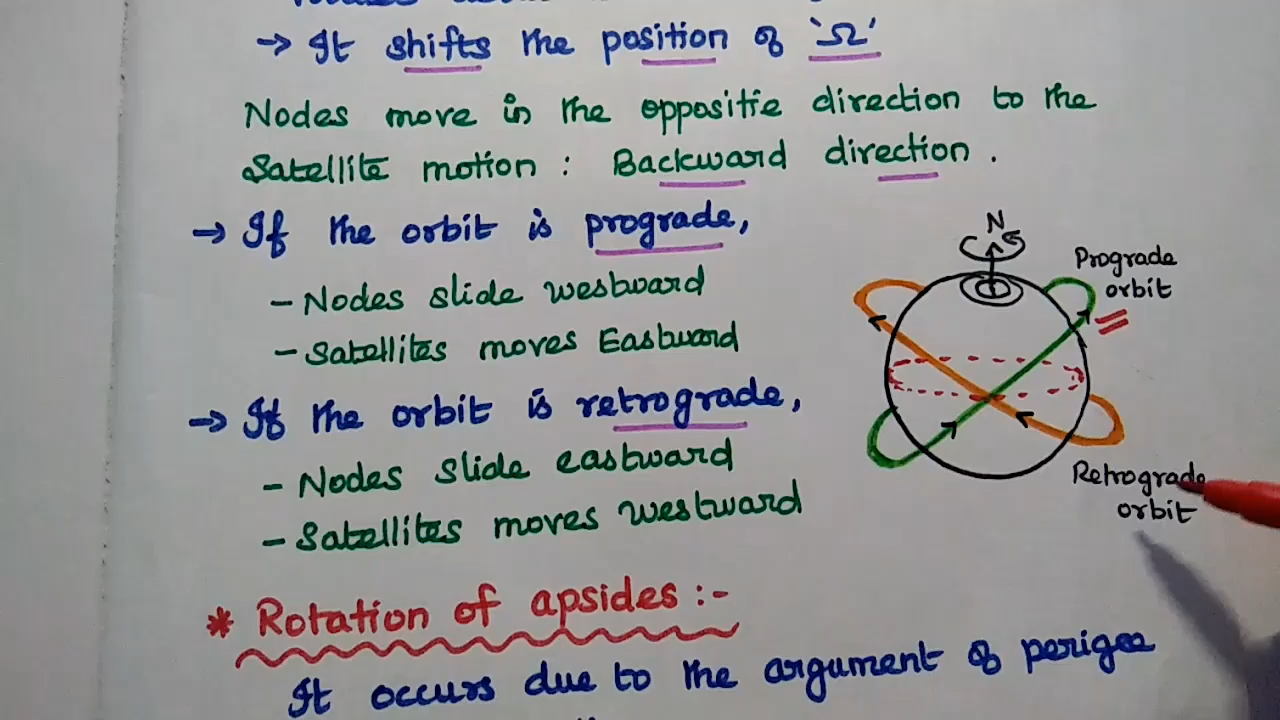 → It shifts the position of 'Ω'
Nodes move in the oppositie direction to the
Satellite motion : Backward direction .
→ If the orbit is prograde,
- Nodes slide westward
- Satellites moves Eastward
→ If the orbit is retrograde,
- Nodes slide eastward
- Satellites moves westward
N
Prograde
orbit
Retrograde
orbit
* Rotation of apsides :-
It occurs due to the argument of perigee